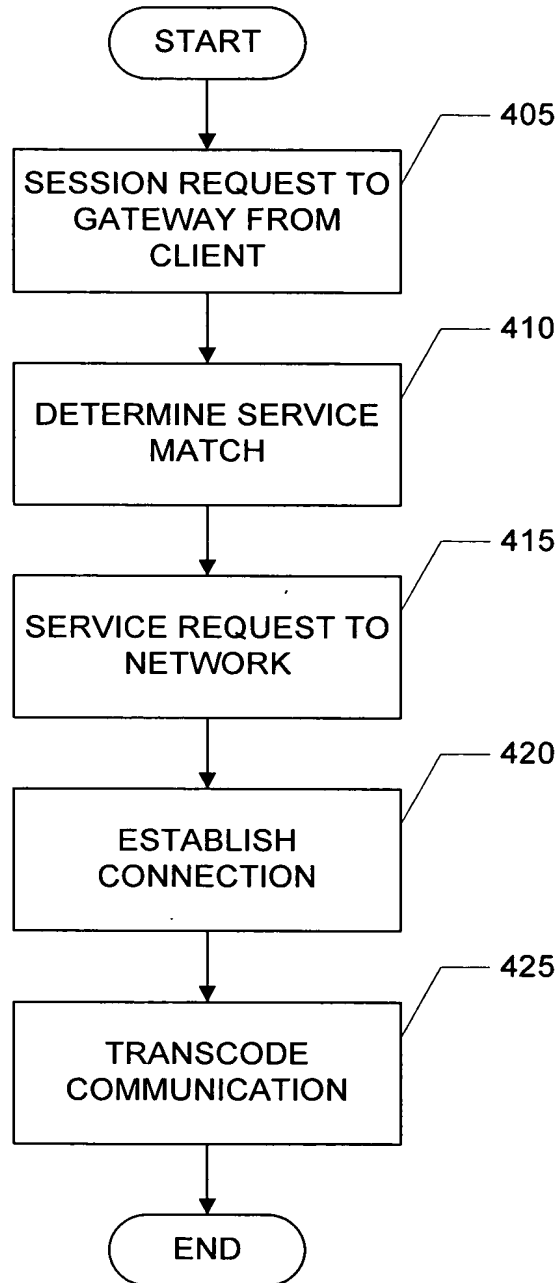 START
405
SESSION REQUEST TO
GATEWAY FROM
CLIENT
410
DETERMINE SERVICE
MATCH
415
SERVICE REQUEST TO
NETWORK
420
ESTABLISH
CONNECTION
425
TRANSCODE
COMMUNICATION
END